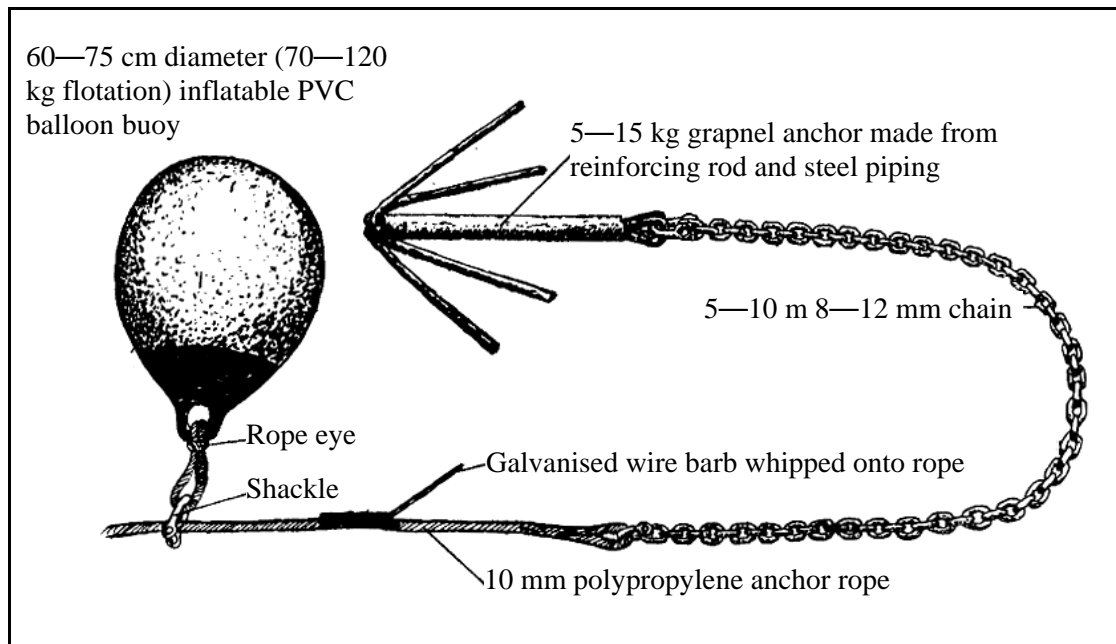 60—75 cm diameter (70—120
kg flotation) inflatable PVC
balloon buoy
5—15 kg grapnel anchor made from
reinforcing rod and steel piping
5—10 m 8—12 mm chain
Rope eye
Galvanised wire barb whipped onto rope
Shackle
10 mm polypropylene anchor rope